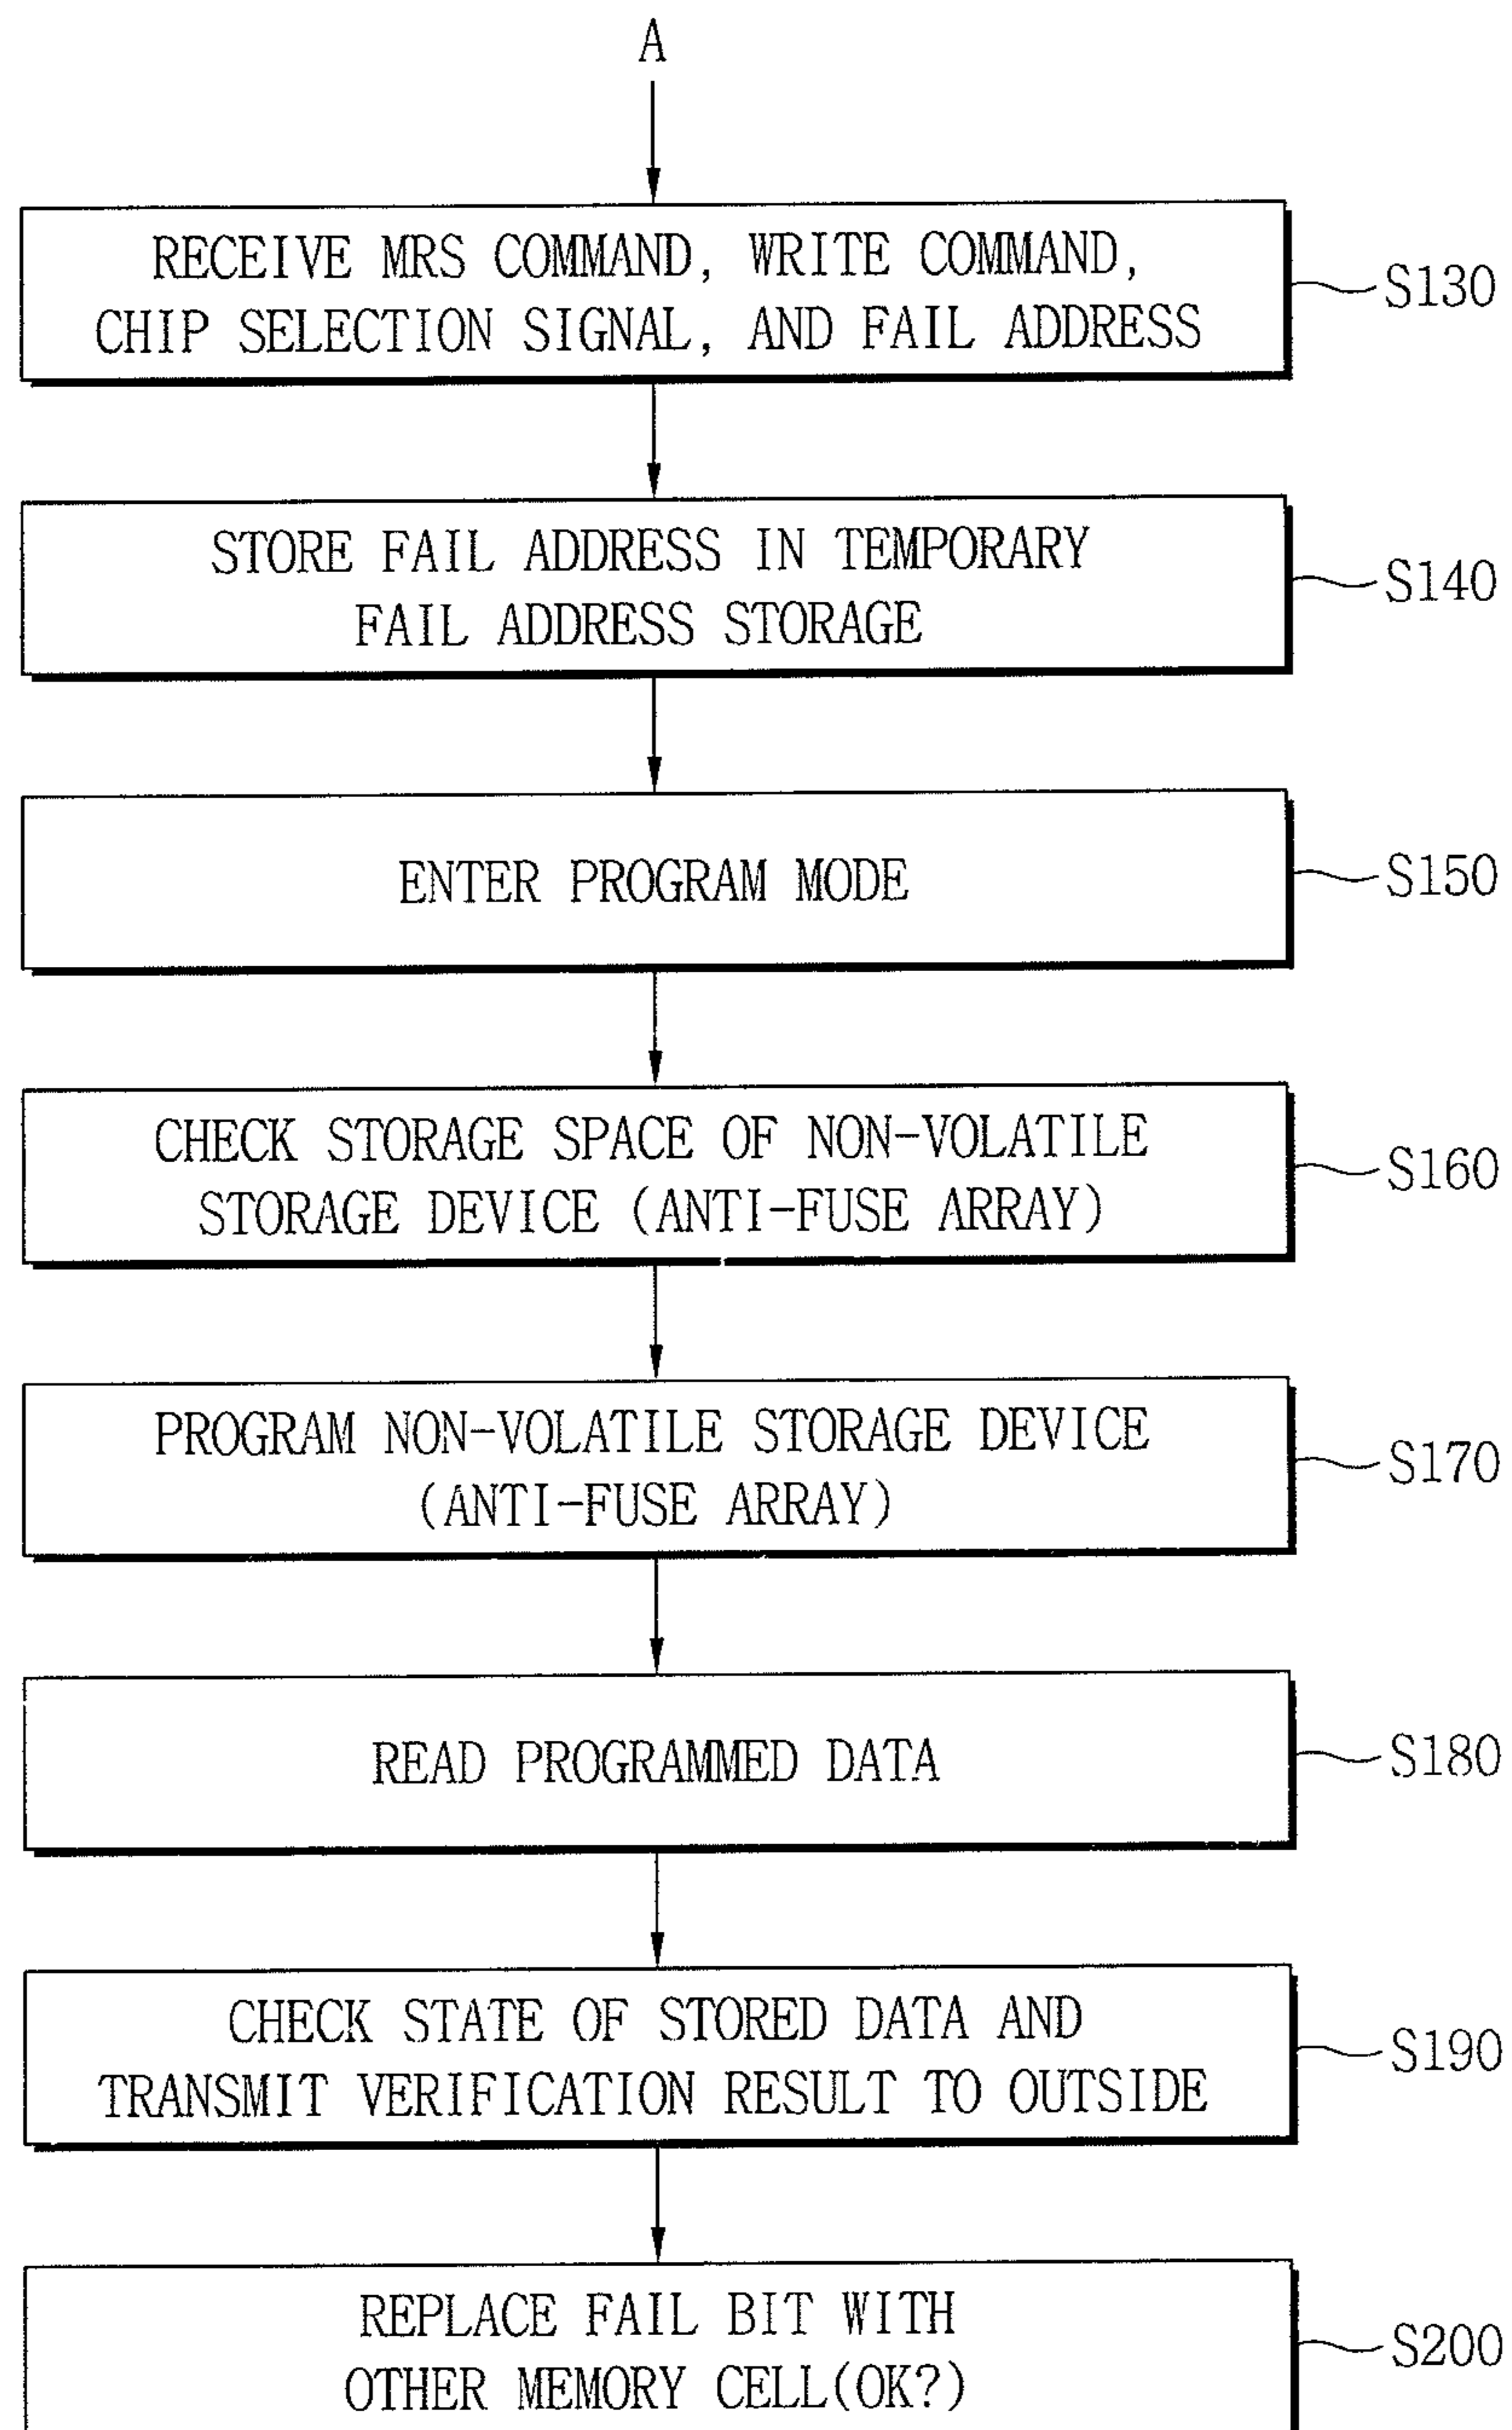 A
RECEIVE MRS COMMAND, WRITE COMMAND,
CHIP SELECTION SIGNAL, AND FAIL ADDRESS
S130
STORE FAIL ADDRESS IN TEMPORARY
FAIL ADDRESS STORAGE
S140
ENTER PROGRAM MODE
S150
CHECK STORAGE SPACE OF NON-VOLATILE
STORAGE DEVICE (ANTI-FUSE ARRAY)
S160
PROGRAM NON-VOLATILE STORAGE DEVICE
(ANTI-FUSE ARRAY)
S170
READ PROGRAMMED DATA
S180
CHECK STATE OF STORED DATA AND
TRANSMIT VERIFICATION RESULT TO OUTSIDE
S190
REPLACE FAIL BIT WITH
OTHER MEMORY CELL(OK?)
S200